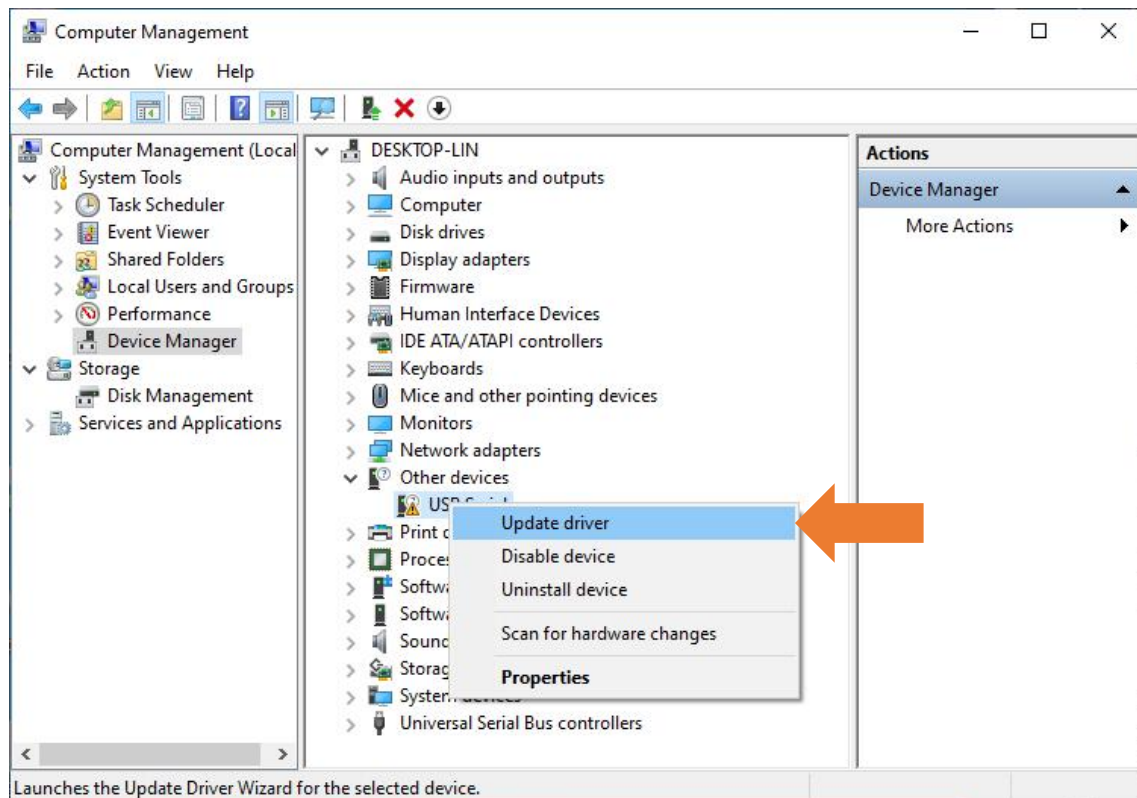 Computer Management
File Action View Help
Computer Management (Local
System Tools
Task Scheduler
Event Viewer
Shared Folders
Local Users and Groups
Performance
Device Manager
Storage
Disk Management
Services and Applications
DESKTOP-LIN
Audio inputs and outputs
Computer
Disk drives
Display adapters
Firmware
Human Interface Devices
IDE ATA/ATAPI controllers
Keyboards
Mice and other pointing devices
Monitors
Network adapters
Other devices
Print
Universal Serial Bus controllers
Update driver
Disable device
Uninstall device
Scan for hardware changes
Properties
Actions
Device Manager
More Actions
Launches the Update Driver Wizard for the selected device.